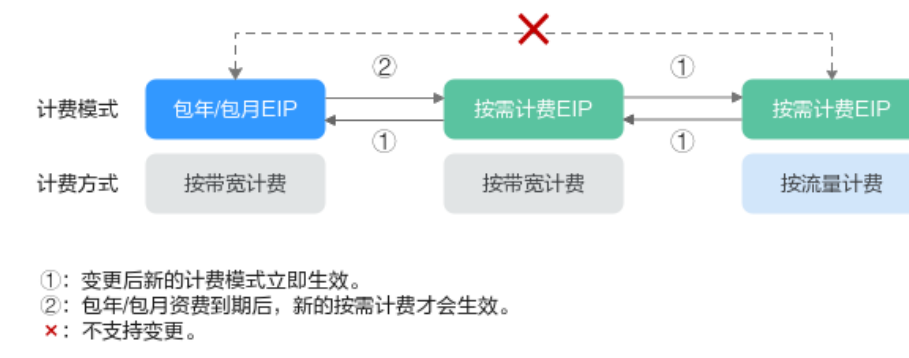 ②
①
计费模式
包年/包月EIP
按需计费EIP
按需计费EIP
①
①
计费方式
按带宽计费
按带宽计费
按流量计费
①：变更后新的计费模式立即生效。
②：包年/包月资费到期后，新的按需计费才会生效。
×：不支持变更。